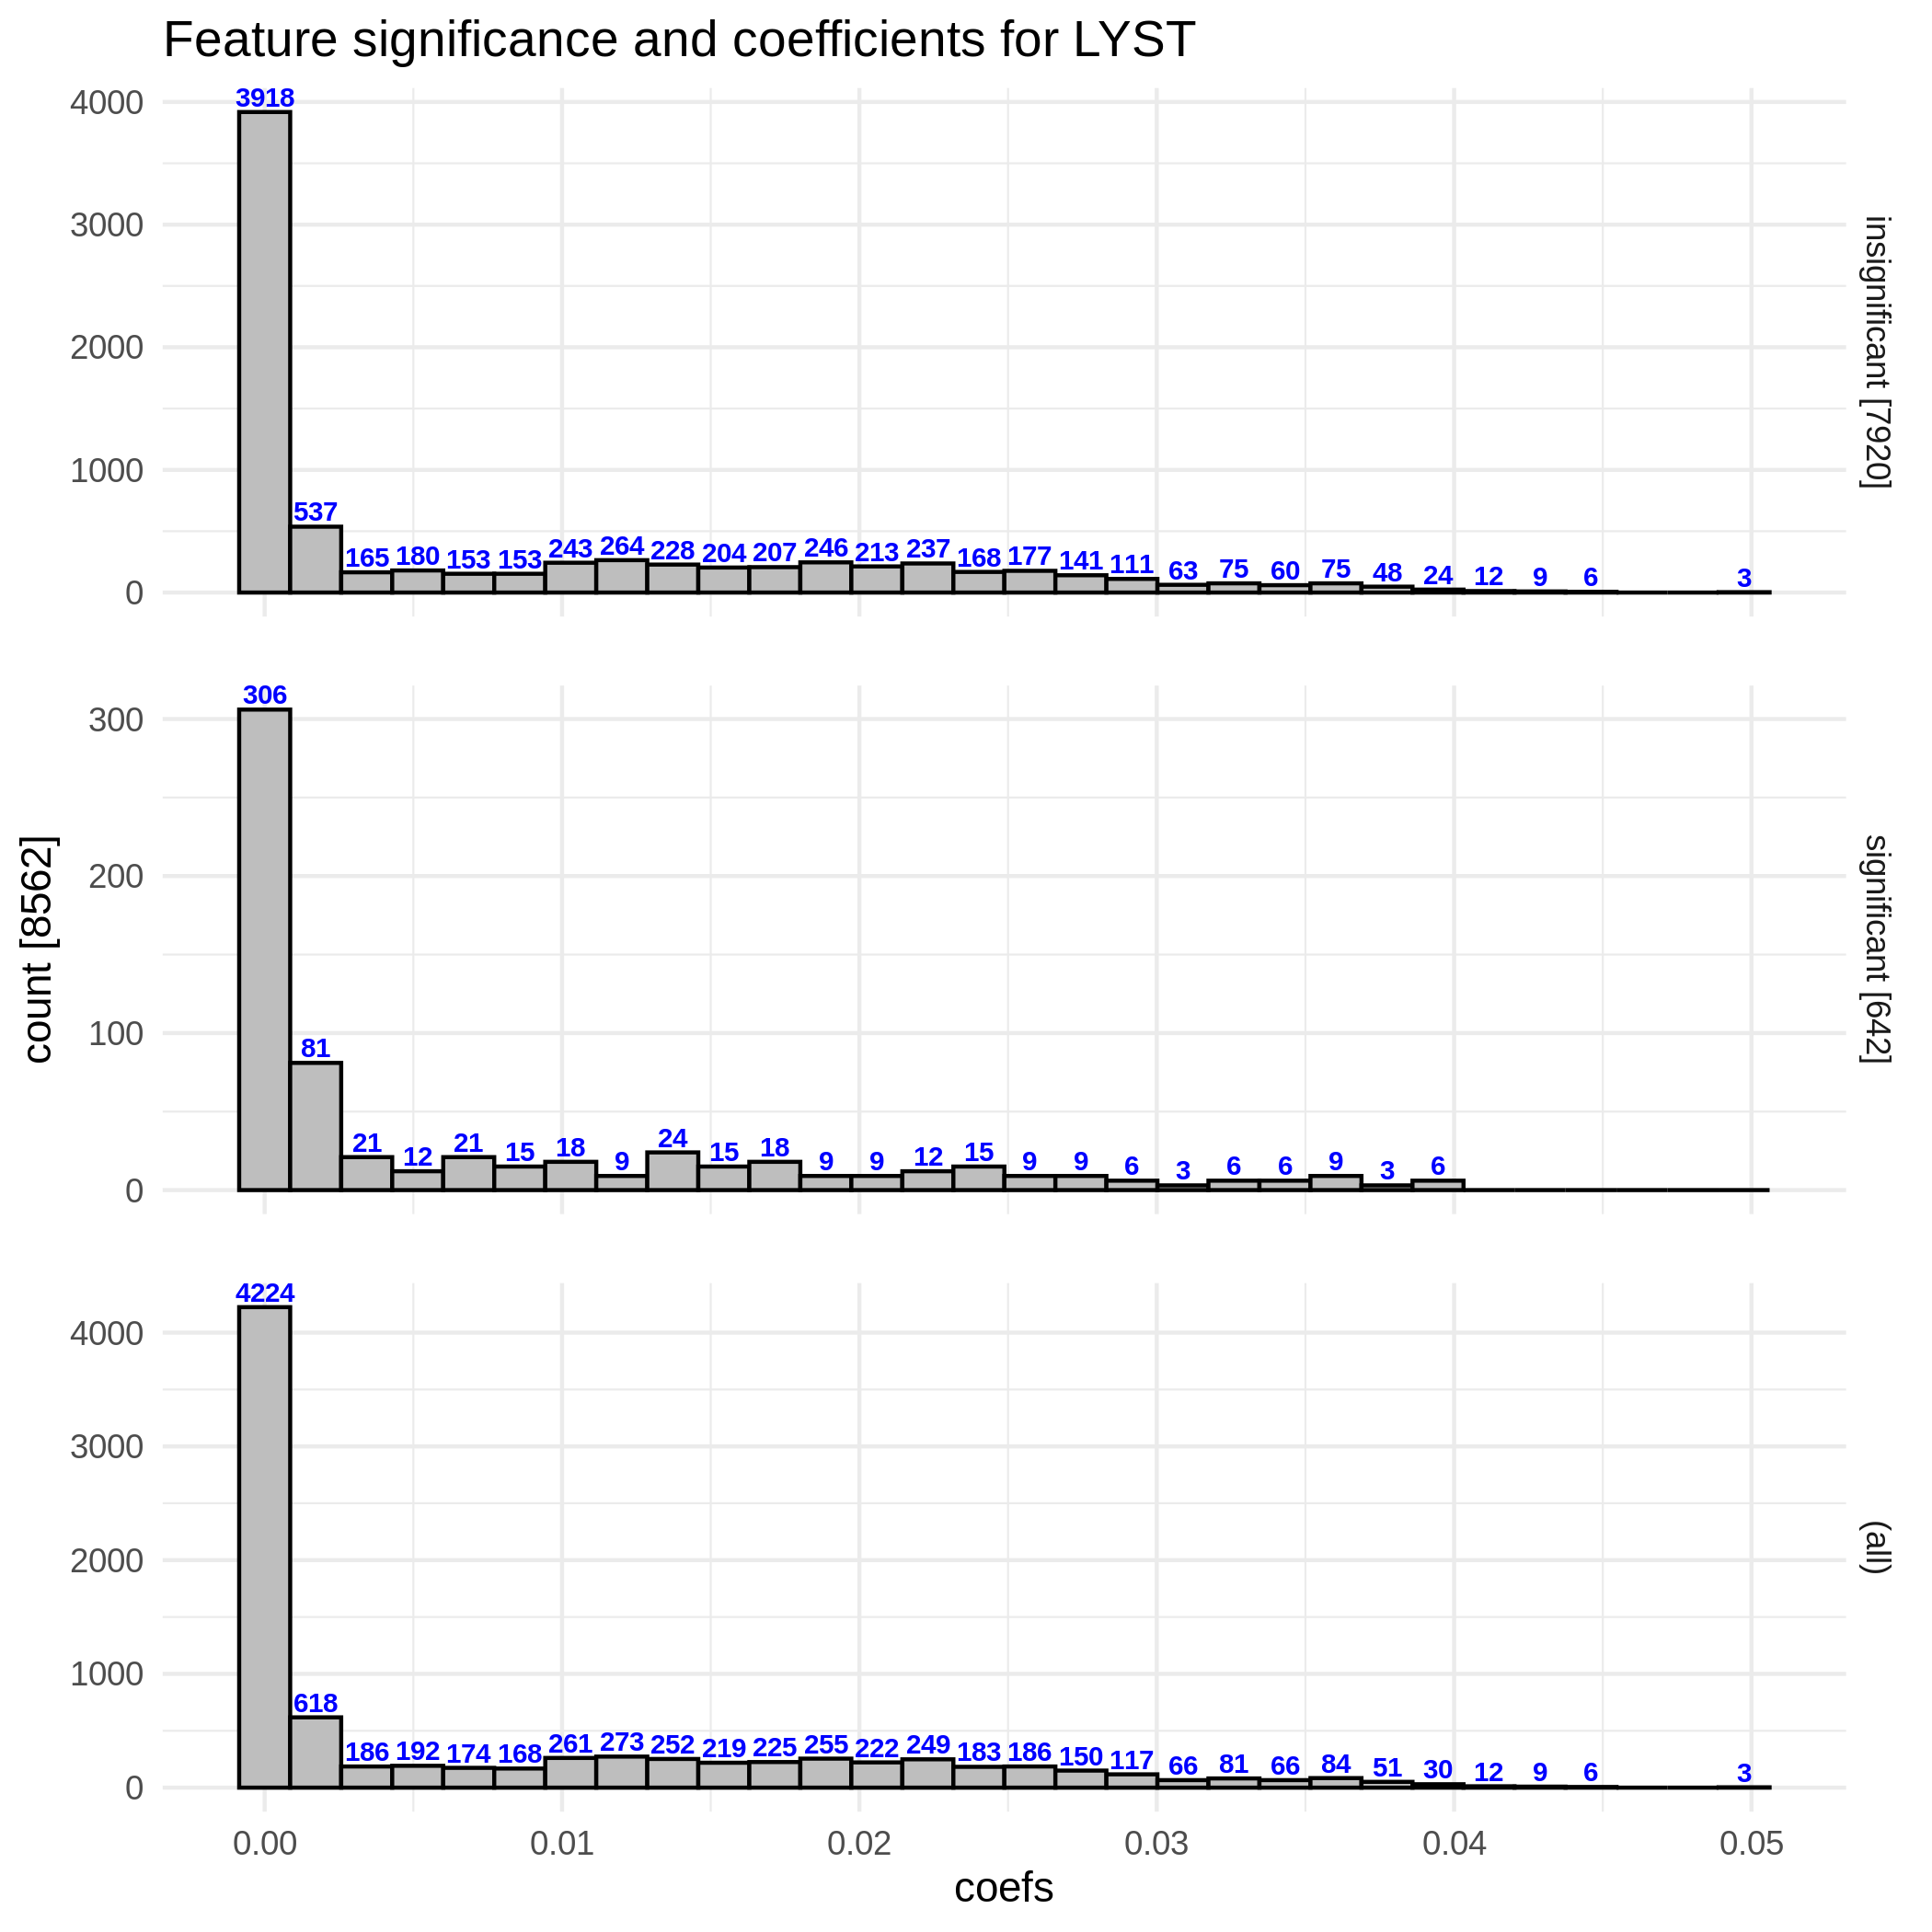 Feature significance and coefficients for LYST
count [8562]
4000
3000
2000
1000
0
3918
537
165 180 153 153 243 264 228 204 207 246 213 237 168 177 141 111 63 75 60 75 48 24 12 9 6 3
insignificant [7920]
300
200
100
0
306
81
21 12 21 15 18 9 24 15 18 9 9 12 15 9 9 6 3 6 6 9 3 6
significant [642]
4000
3000
2000
1000
0
4224
618
186 192 174 168 261 273 252 219 225 255 222 249 183 186 150 117 66 81 66 84 51 30 12 9 6 3
(all)
0.00 0.01 0.02 0.03 0.04 0.05
coefs